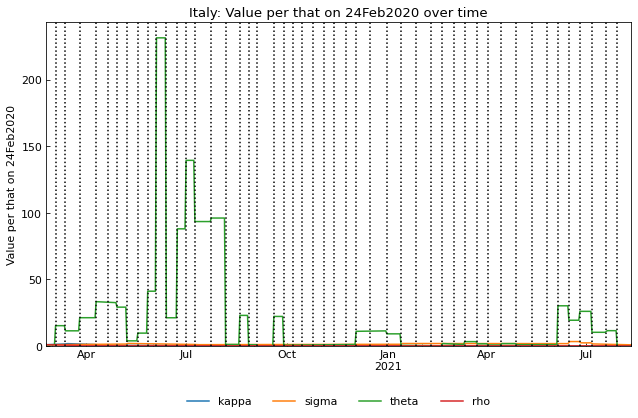 Italy: Value per that on 24Feb2020 over time
Value per that on 24Feb2020
200
150
100
50
0
Apr Jul Oct Jan Apr Jul
2021
kappa sigma theta rho